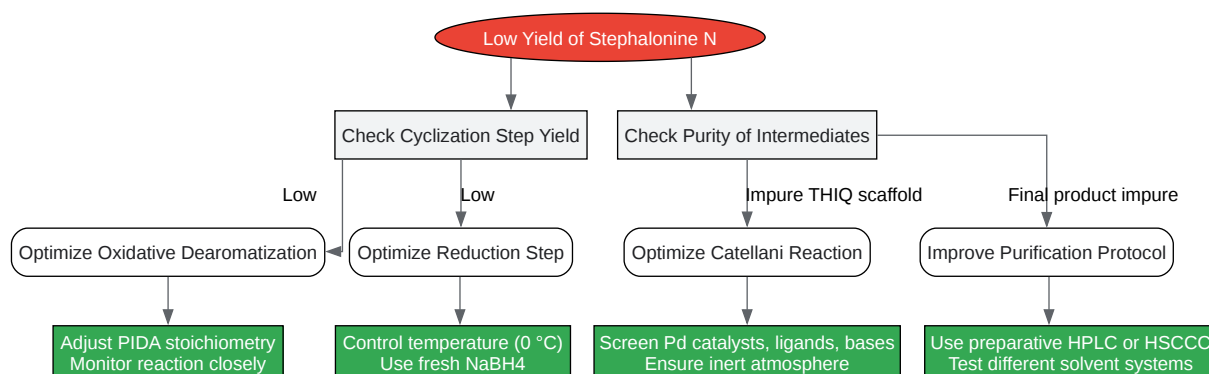 Low Yield of Stephalonine N
Check Cyclization Step Yield
Check Purity of Intermediates
Low
Low
Impure THIQ scaffold
Final product impure
Optimize Oxidative Dearomatization
Optimize Reduction Step
Optimize Catellani Reaction
Improve Purification Protocol
Adjust PIDA stoichiometry
Monitor reaction closely
Control temperature (0 °C)
Use fresh NaBH4
Screen Pd catalysts, ligands, bases
Ensure inert atmosphere
Use preparative HPLC or HSCCC
Test different solvent systems